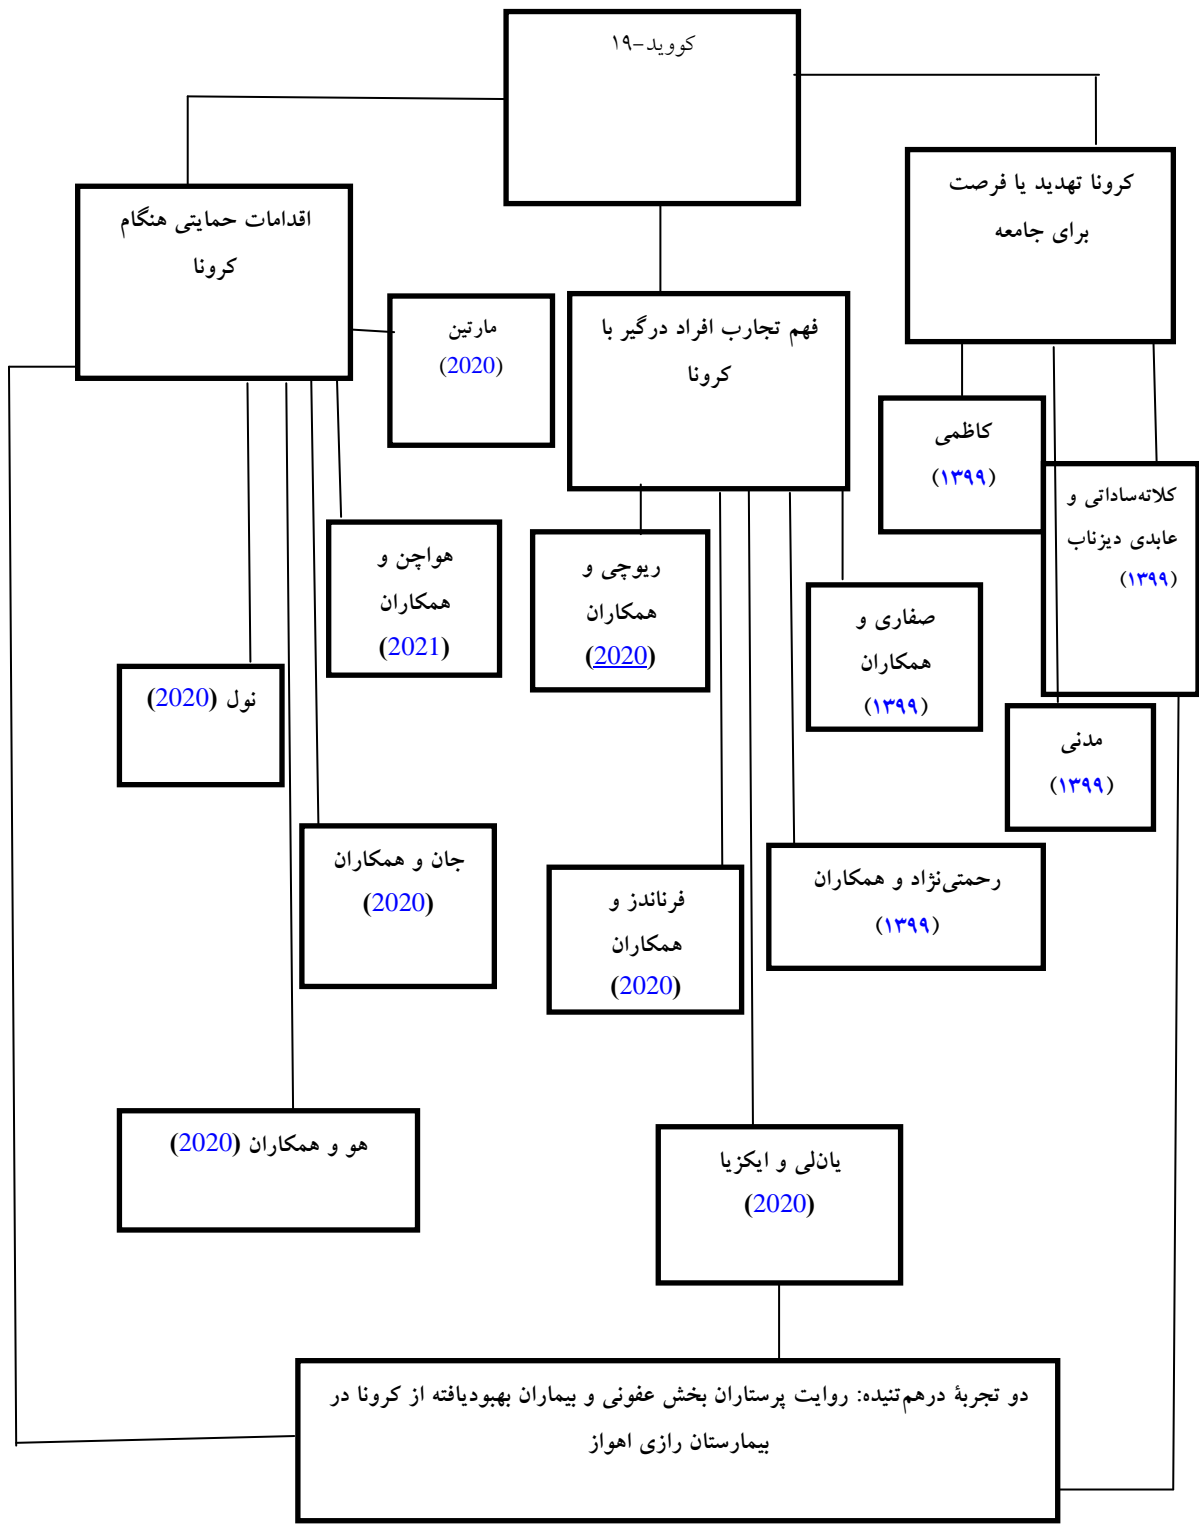 کووید-۱۹
کرونا تهدید یا فرصت
برای جامعه
اقدامات حمایتی هنگام
کرونا
فهم تجارب افراد درگیر با
کرونا
مارتین
(2020)
کاظمی
(۱۳۹۹)
کلاته‌ساداتی و
عابدی دیزناب
(۱۳۹۹)
هواچن و
همکاران
(2021)
ریوچی و
همکاران
(2020)
صفاری و
همکاران
(۱۳۹۹)
نول (2020)
مدنی
(۱۳۹۹)
جان و همکاران
(2020)
فرناندز و
همکاران
(2020)
رحمتی‌نژاد و همکاران
(۱۳۹۹)
هو و همکاران (2020)
یان‌لی و ایکزیا
(2020)
دو تجربهٔ درهم‌تنیده: روایت پرستاران بخش عفونی و بیماران بهبودیافته از کرونا در
بیمارستان رازی اهواز